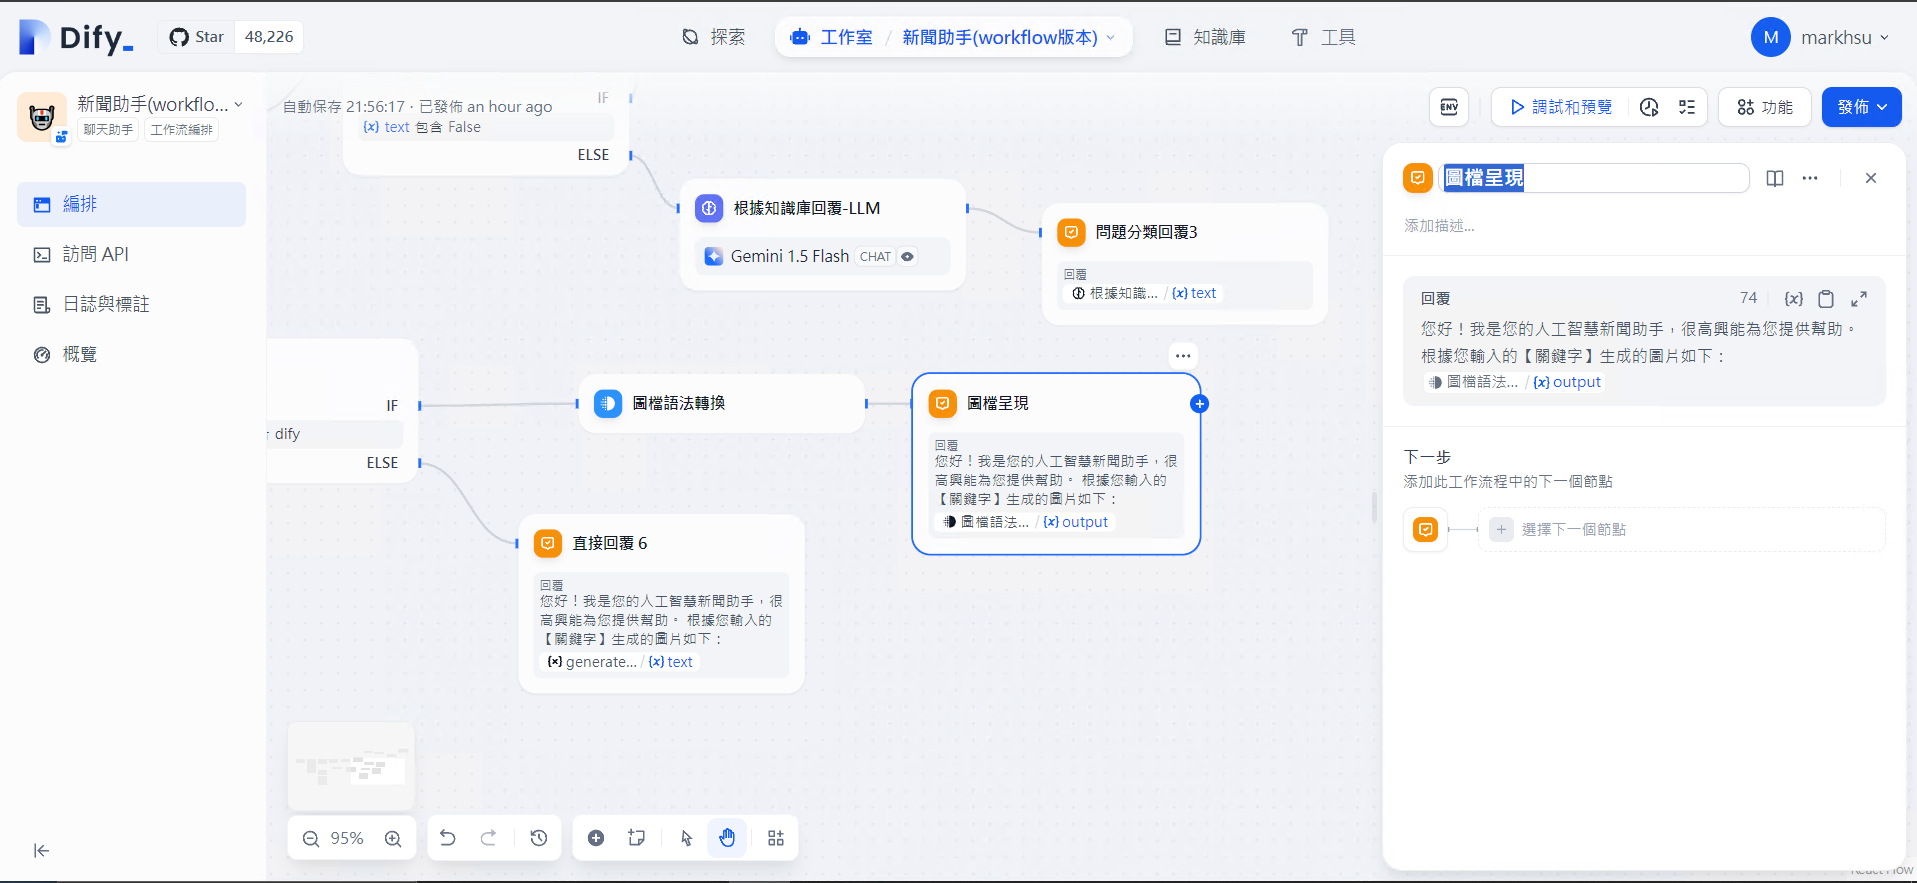 Dify_
Star 48,226
探索
工作室 / 新聞助手(workflow版本)
知識庫
工具
M markhsu
新聞助手(workflo...
聊天助手 工作流編排
編排
訪問 API
日誌與標註
概覽
自動保存 21:56:17 · 已發佈 an hour ago
IF
{x} text 包含 False
ELSE
根據知識庫回覆-LLM
Gemini 1.5 Flash CHAT
問題分類回覆3
回覆
根據知識... / {x} text
IF
dify
ELSE
圖檔語法轉換
圖檔呈現
回覆
您好！我是您的人工智慧新聞助手，很
高興能為您提供幫助。 根據您輸入的
【關鍵字】生成的圖片如下：
圖檔語法... / {x} output
直接回覆 6
回覆
您好！我是您的人工智慧新聞助手，很
高興能為您提供幫助。 根據您輸入的
【關鍵字】生成的圖片如下：
{x} generate... / {x} text
95%
ENV
調試和預覽
功能
發佈
圖檔呈現
添加描述...
回覆
74 {x}
您好！我是您的人工智慧新聞助手，很高興能為您提供幫助。
根據您輸入的【關鍵字】生成的圖片如下：
圖檔語法... / {x} output
下一步
添加此工作流程中的下一個節點
選擇下一個節點
React Flow